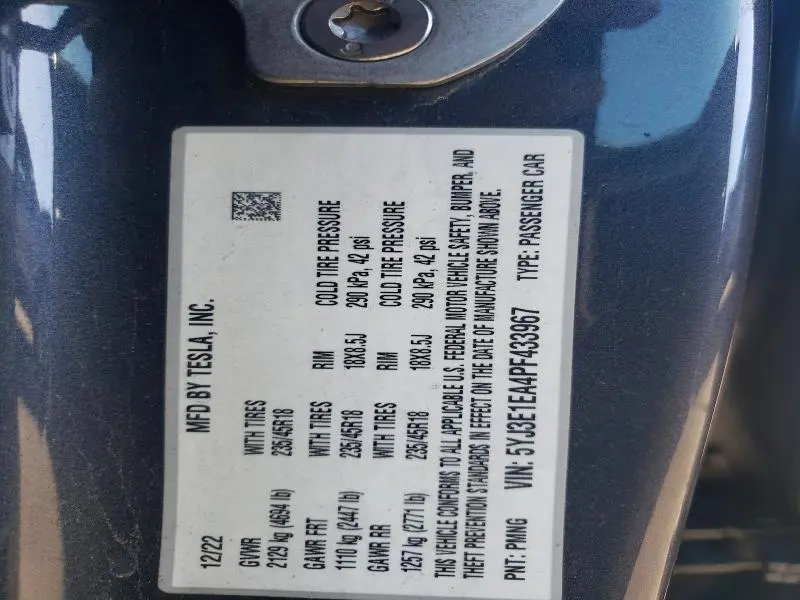 MFD BY TESLA, INC.
12/22
GVWR WITH TIRES
2129 kg (4694 lb) 235/45R18
GAWR FRT WITH TIRES RIM COLD TIRE PRESSURE
1110 kg (2447 lb) 235/45R18 18X8.5J 290 kPa, 42 psi
GAWR RR WITH TIRES RIM COLD TIRE PRESSURE
1257 kg (2771 lb) 235/45R18 18X8.5J 290 kPa, 42 psi
THIS VEHICLE CONFORMS TO ALL APPLICABLE U.S. FEDERAL MOTOR VEHICLE SAFETY, BUMPER, AND
THEFT PREVENTION STANDARDS IN EFFECT ON THE DATE OF MANUFACTURE SHOWN ABOVE.
PNT: PMNG VIN: 5YJ3E1EA4PF433967 TYPE: PASSENGER CAR